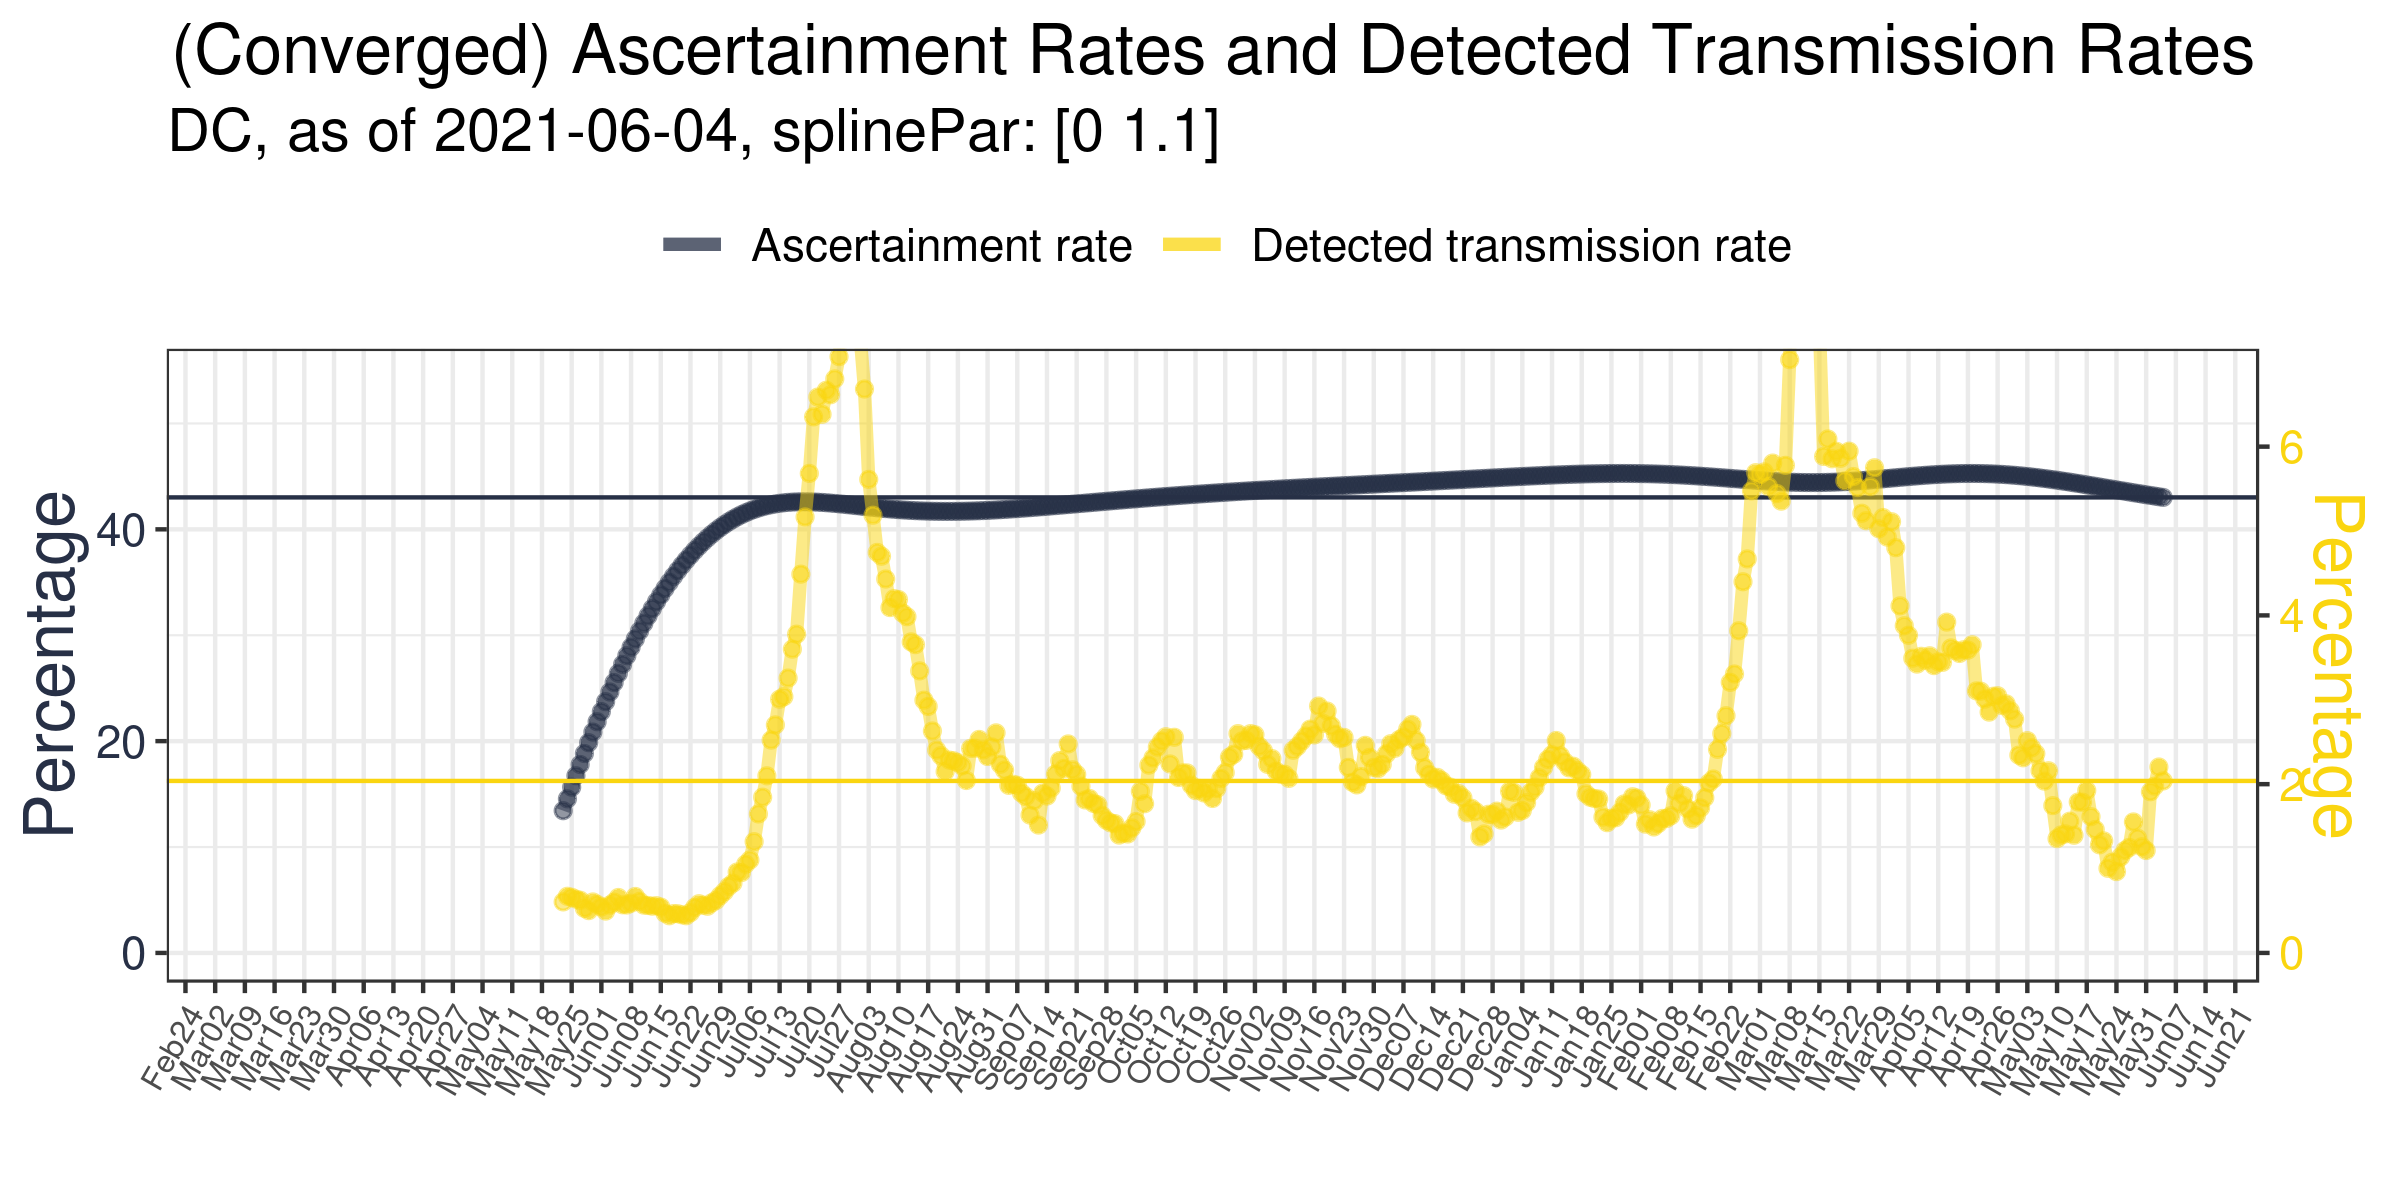 (Converged) Ascertainment Rates and Detected Transmission Rates
DC, as of 2021-06-04, splinePar: [0 1.1]
Ascertainment rate
Detected transmission rate
Percentage
40
20
0
6
4
2
0
Percentage
Feb24
Mar02
Mar09
Mar16
Mar23
Mar30
Apr06
Apr13
Apr20
Apr27
May04
May11
May18
May25
Jun01
Jun08
Jun15
Jun22
Jun29
Jul06
Jul13
Jul20
Jul27
Aug03
Aug10
Aug17
Aug24
Aug31
Sep07
Sep14
Sep21
Sep28
Oct05
Oct12
Oct19
Oct26
Nov02
Nov09
Nov16
Nov23
Nov30
Dec07
Dec14
Dec21
Dec28
Jan04
Jan11
Jan18
Jan25
Feb01
Feb08
Feb15
Feb22
Mar01
Mar08
Mar15
Mar22
Mar29
Apr05
Apr12
Apr19
Apr26
May03
May10
May17
May24
May31
Jun07
Jun14
Jun21